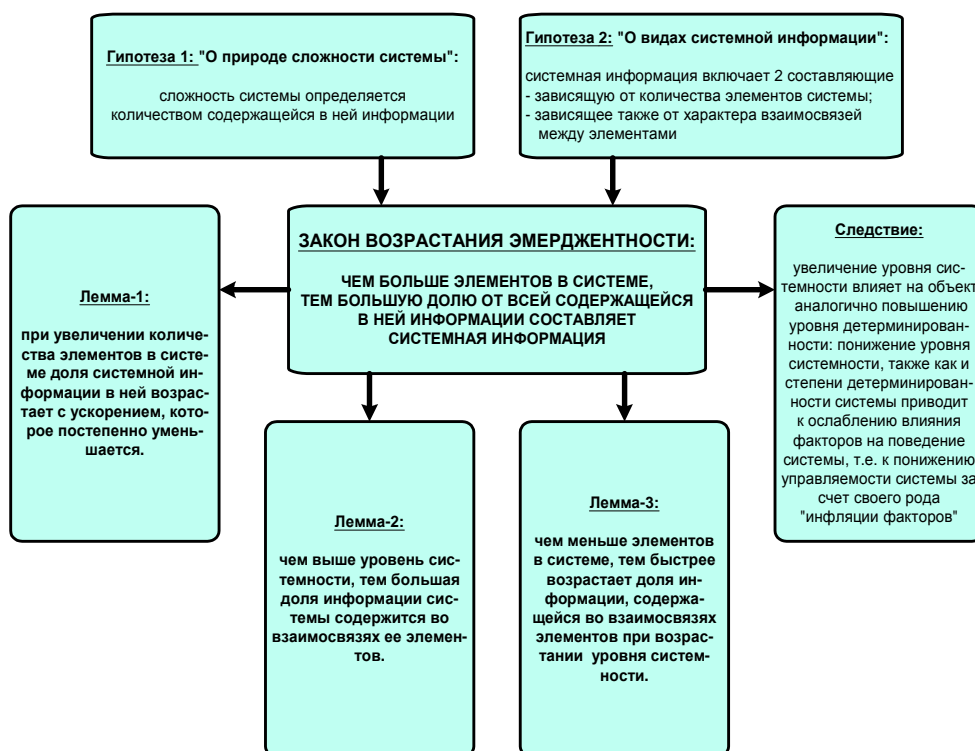 Гипотеза 1: "О природе сложности системы":
сложность системы определяется
количеством содержащейся в ней информации
Гипотеза 2: "О видах системной информации":
системная информация включает 2 составляющие
- зависящую от количества элементов системы;
- зависящее также от характера взаимосвязей
между элементами
ЗАКОН ВОЗРАСТАНИЯ ЭМЕРДЖЕНТНОСТИ:
ЧЕМ БОЛЬШЕ ЭЛЕМЕНТОВ В СИСТЕМЕ,
ТЕМ БОЛЬШУЮ ДОЛЮ ОТ ВСЕЙ СОДЕРЖАЩЕЙСЯ
В НЕЙ ИНФОРМАЦИИ СОСТАВЛЯЕТ
СИСТЕМНАЯ ИНФОРМАЦИЯ
Лемма-1:
при увеличении количе-
ства элементов в систе-
ме доля системной ин-
формации в ней возрас-
тает с ускорением, кото-
рое постепенно умень-
шается.
Лемма-2:
чем выше уровень сис-
темности, тем большая
доля информации сис-
темы содержится во
взаимосвязях ее элемен-
тов.
Лемма-3:
чем меньше элементов
в системе, тем быстрее
возрастает доля ин-
формации, содержа-
щейся во взаимосвязях
элементов при возрас-
тании уровня систем-
ности.
Следствие:
увеличение уровня сис-
темности влияет на объект
аналогично повышению
уровня детерминирован-
ности: понижение уровня
системности, также как и
степени детерминирован-
ности системы приводит
к ослаблению влияния
факторов на поведение
системы, т.е. к понижению
управляемости системы за
счет своего рода
"инфляции факторов"